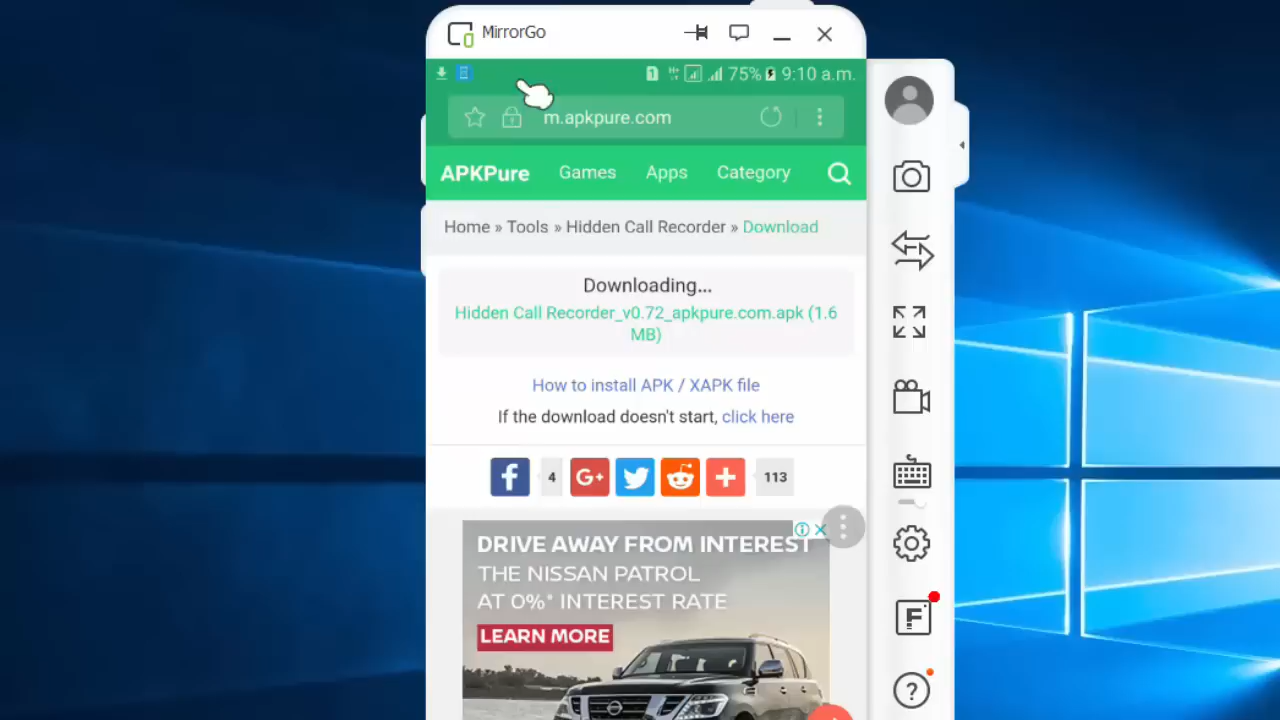 MirrorGo
75% 9:10 a.m.
m.apkpure.com
APKPure Games Apps Category
Home » Tools » Hidden Call Recorder » Download
Downloading...
Hidden Call Recorder_v0.72_apkpure.com.apk (1.6
MB)
How to install APK / XAPK file
If the download doesn't start, click here
f 4 G+ 113
DRIVE AWAY FROM INTEREST
THE NISSAN PATROL
AT 0%* INTEREST RATE
LEARN MORE
F
?